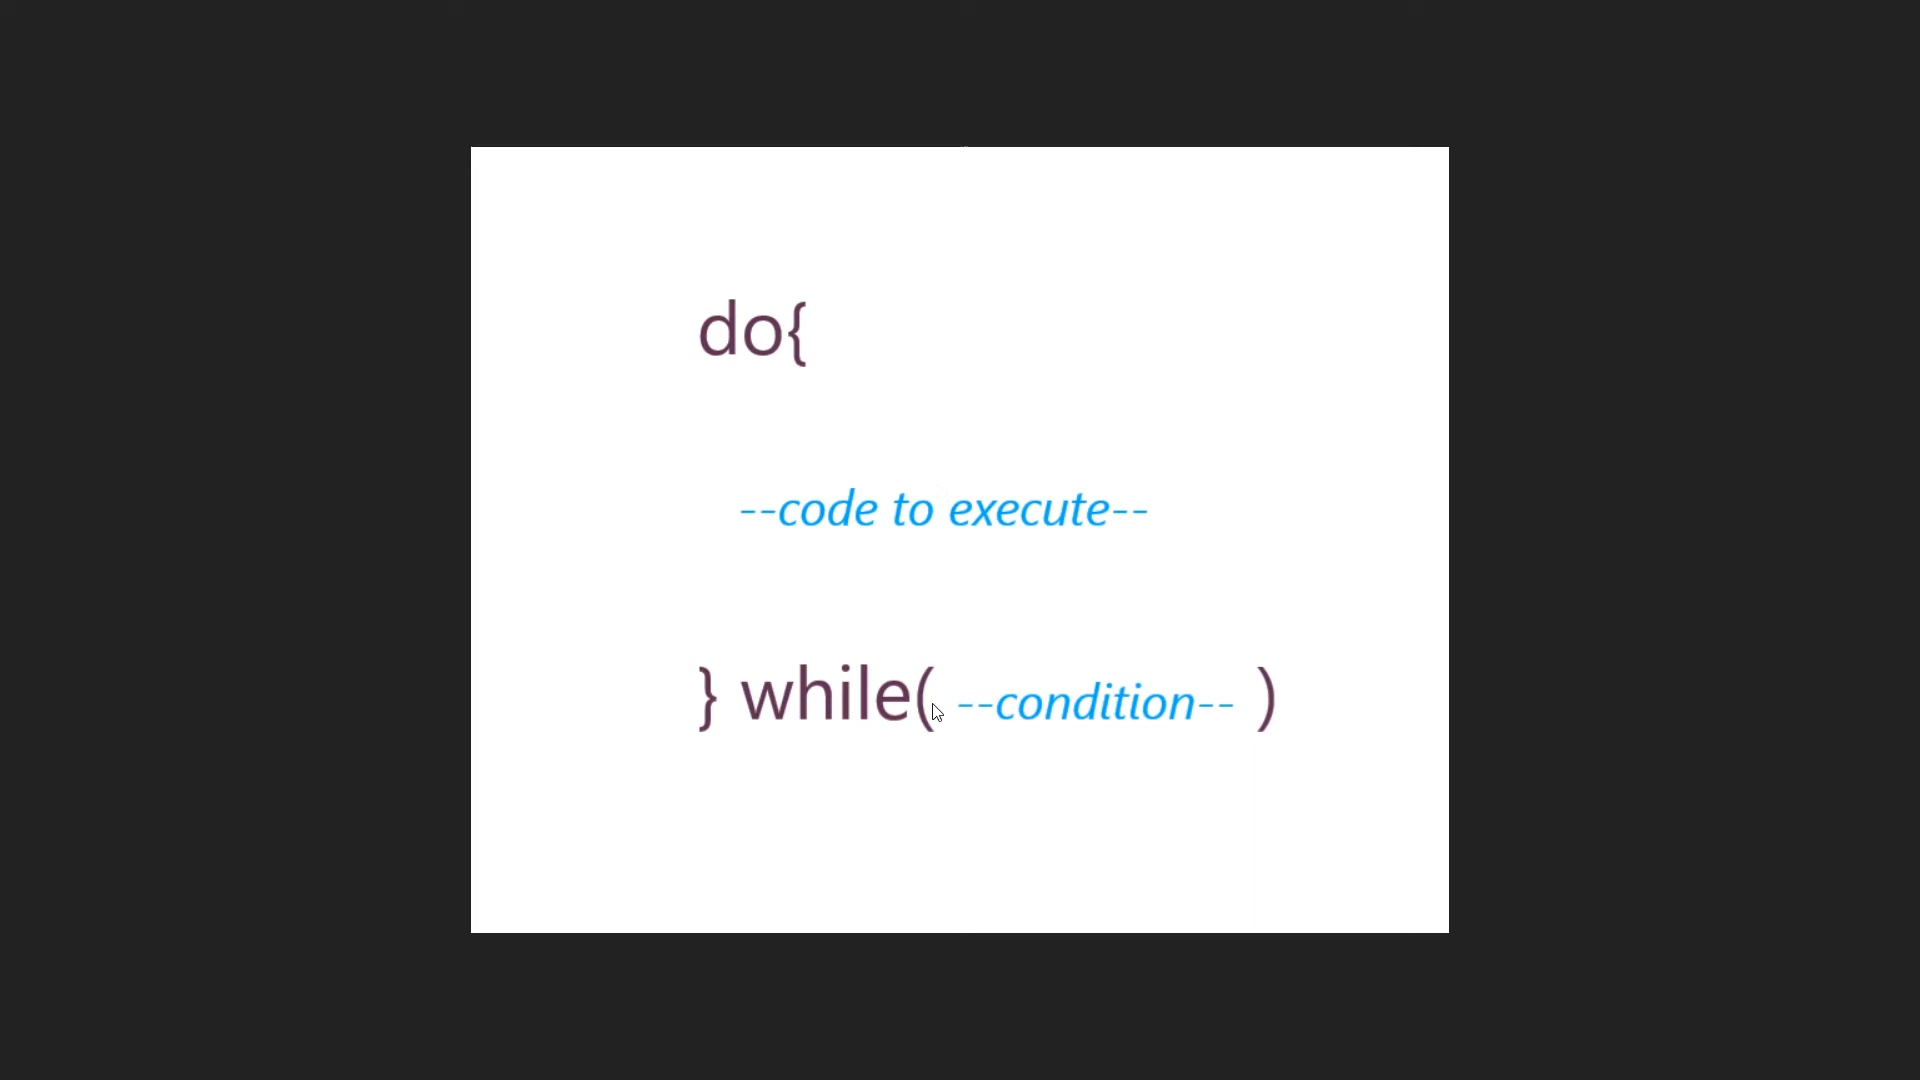 do{
--code to execute--
} while( --condition-- )